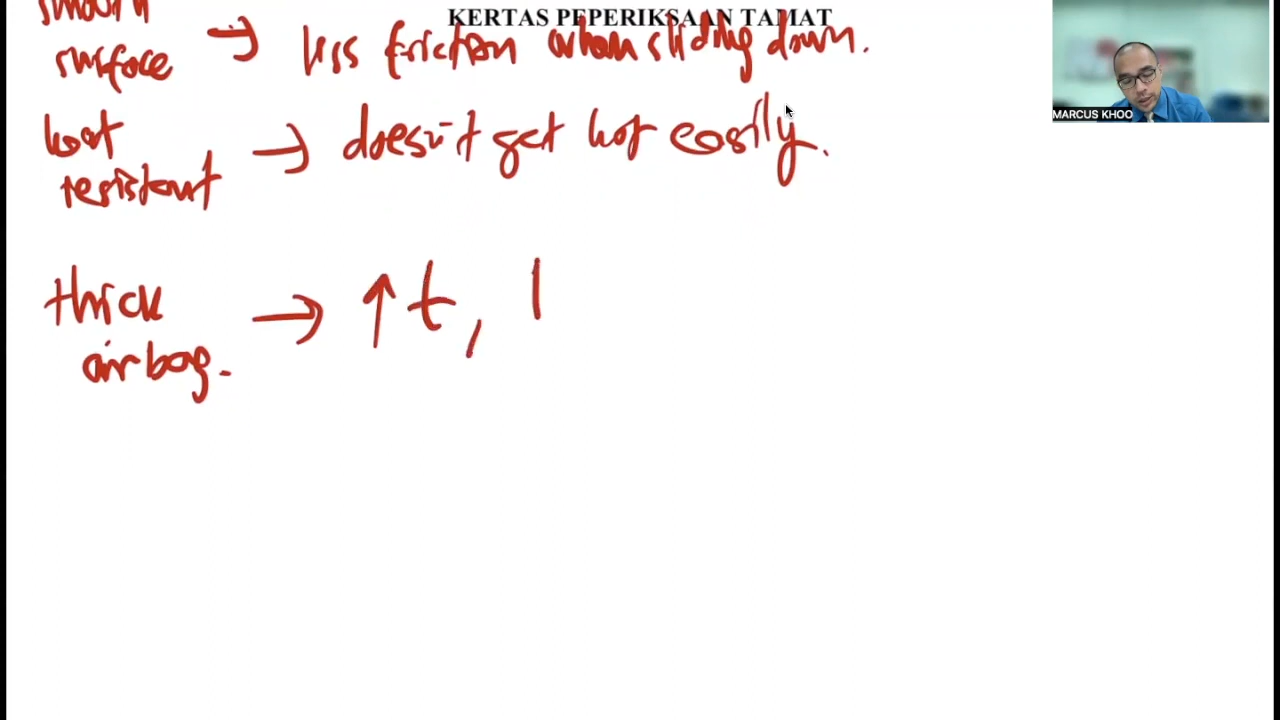 KERTAS PEPERIKSAAN TAMAT
smooth
surface → less friction when sliding down.
heat
resistant → doesn't get hot easily.
thick
airbag. → ↑ t,
MARCUS KHOO